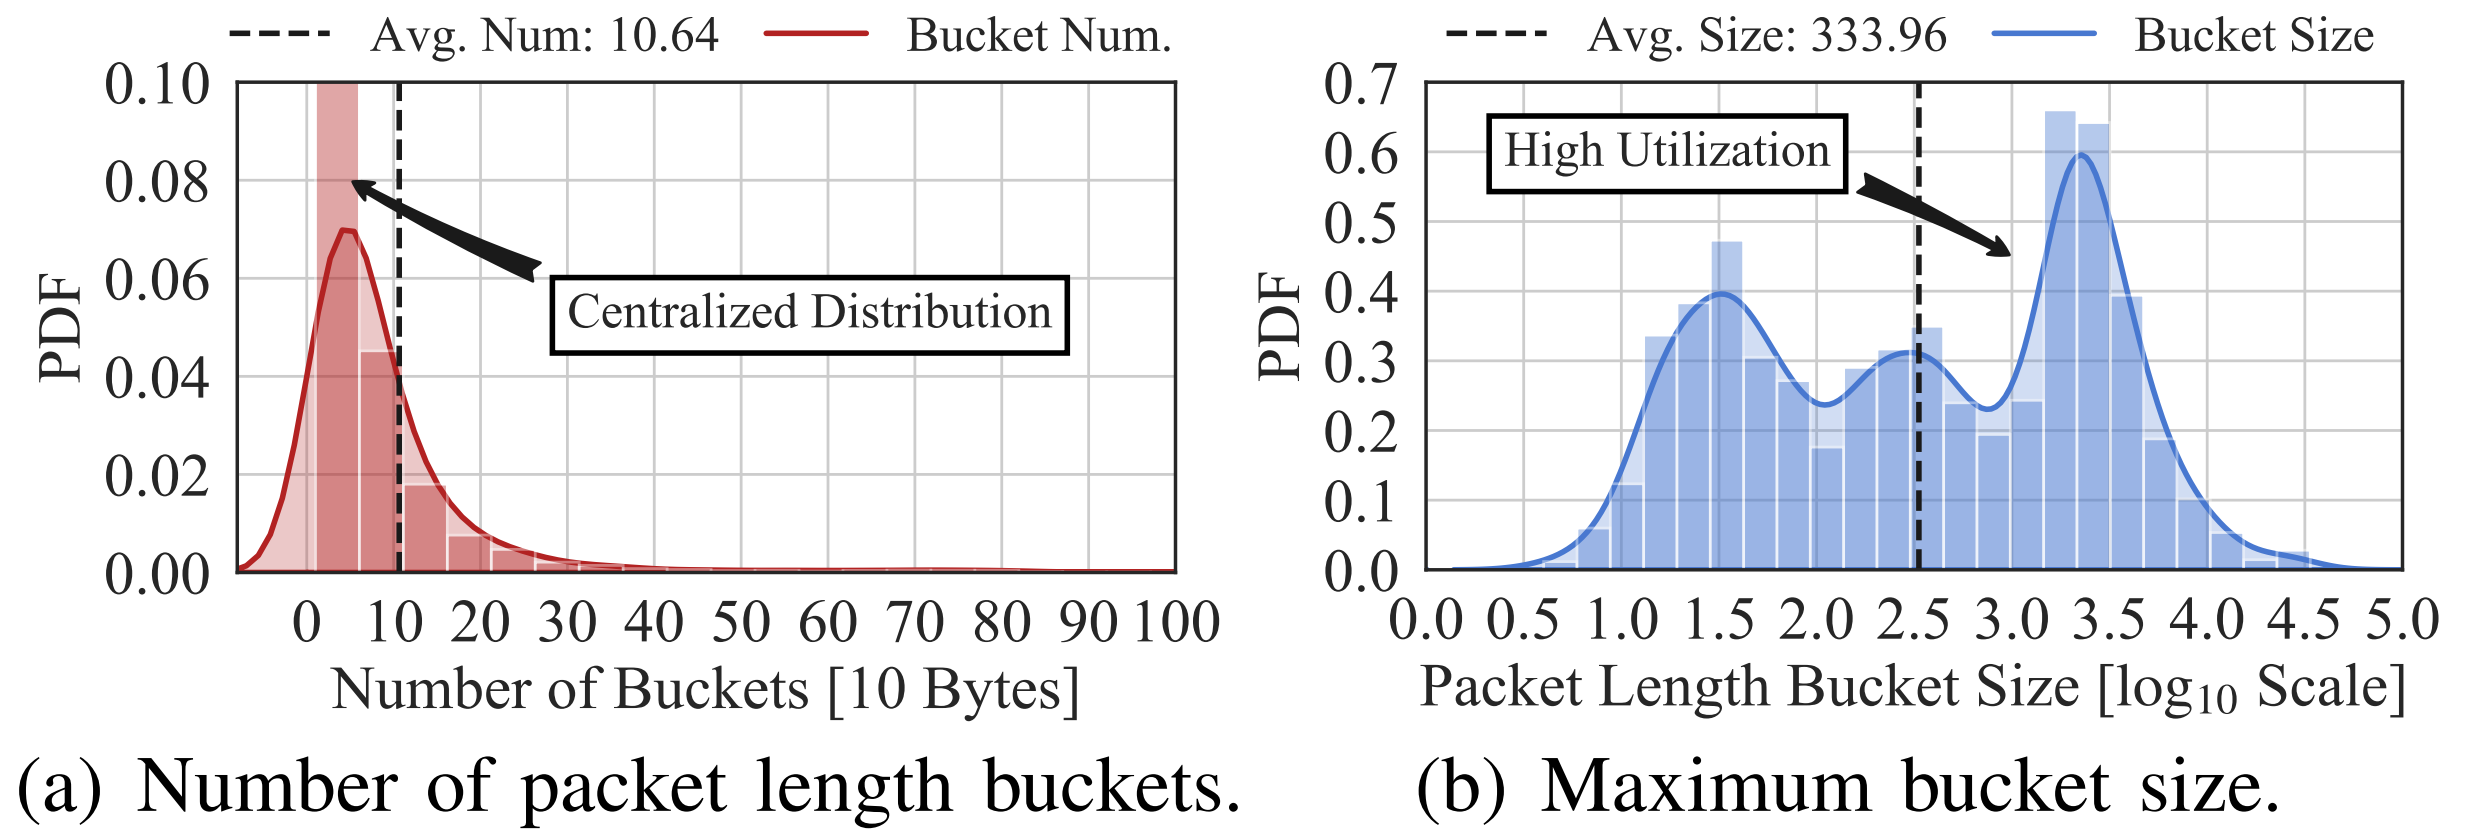 Avg. Num: 10.64 Bucket Num.
0.10
0.08
0.06
0.04
0.02
0.00
PDF
Centralized Distribution
0 10 20 30 40 50 60 70 80 90 100
Number of Buckets [10 Bytes]
(a) Number of packet length buckets.
Avg. Size: 333.96 Bucket Size
0.7
0.6
0.5
0.4
0.3
0.2
0.1
0.0
PDF
High Utilization
0.0 0.5 1.0 1.5 2.0 2.5 3.0 3.5 4.0 4.5 5.0
Packet Length Bucket Size [log₁₀ Scale]
(b) Maximum bucket size.